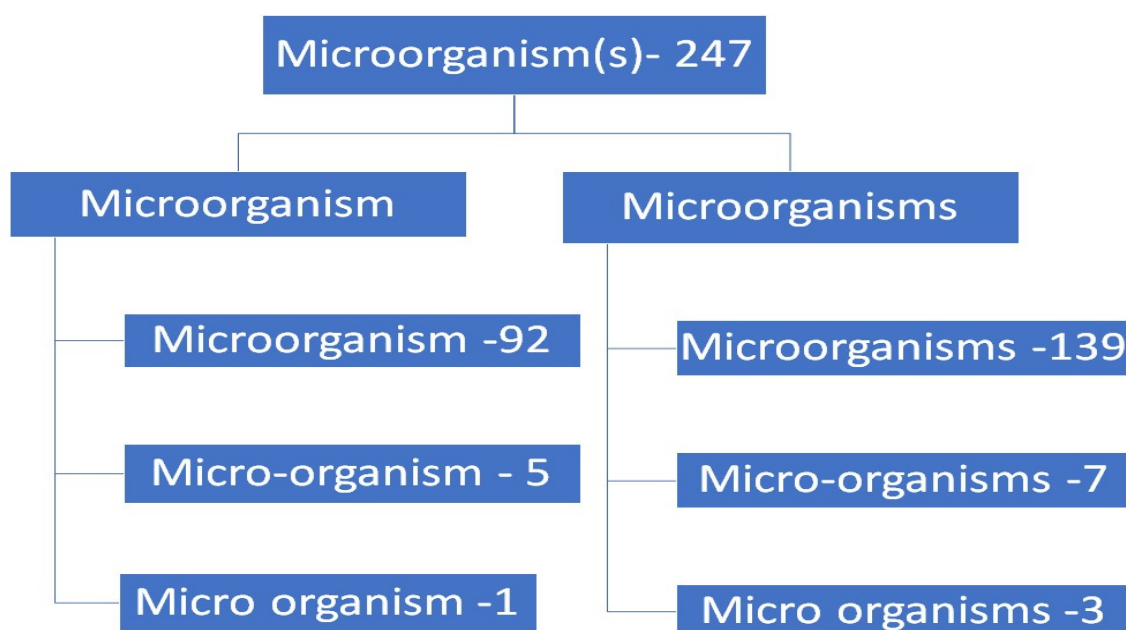 Microorganism(s)- 247
Microorganism
Microorganisms
Microorganism -92
Micro-organism - 5
Micro organism -1
Microorganisms -139
Micro-organisms -7
Micro organisms -3